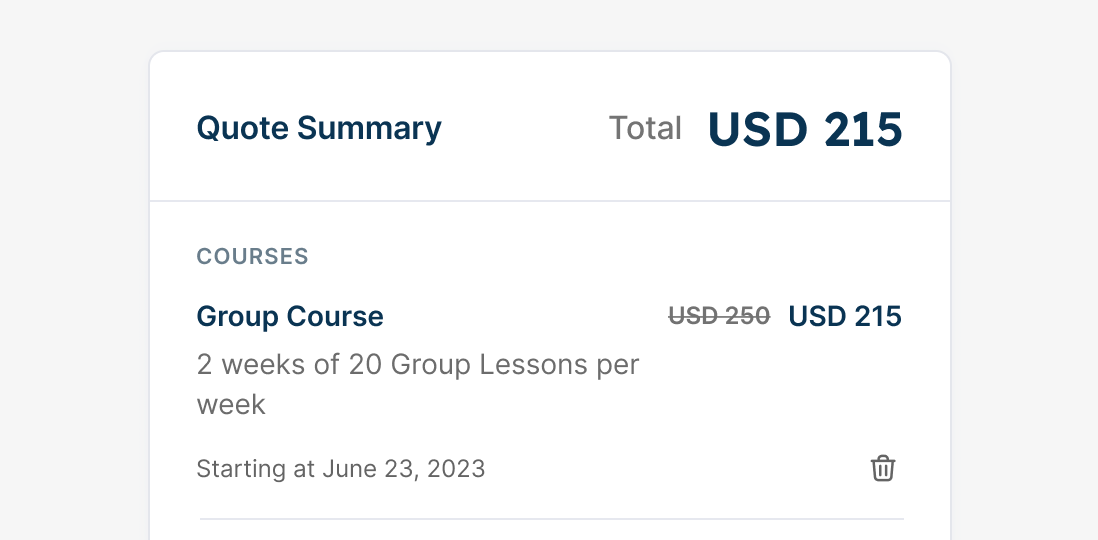 Quote Summary Total USD 215
COURSES
Group Course USD 250 USD 215
2 weeks of 20 Group Lessons per
week
Starting at June 23, 2023